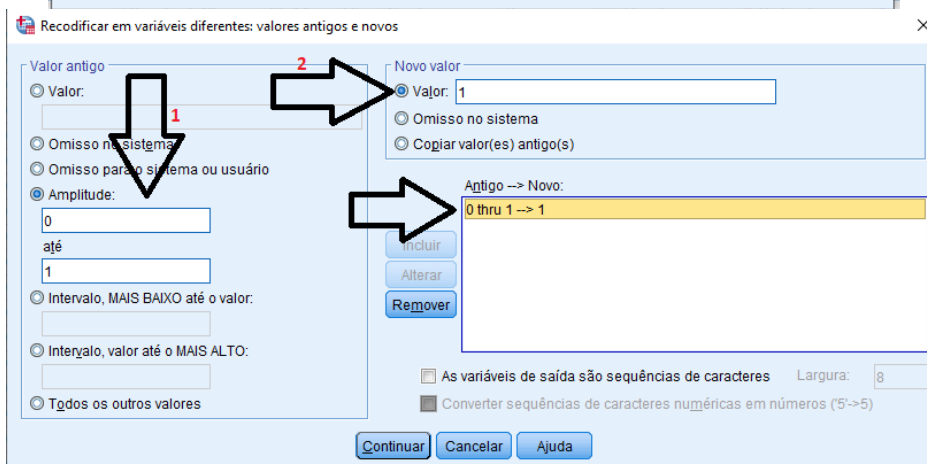 Recodificar em variáveis diferentes: valores antigos e novos
Valor antigo
Valor:
1
Omisso no sistema
Omisso para o sistema ou usuário
Amplitude:
0
até
1
Intervalo, MAIS BAIXO até o valor:
Intervalo, valor até o MAIS ALTO:
Todos os outros valores
2
Novo valor
Valor: 1
Omisso no sistema
Copiar valor(es) antigo(s)
Antigo --> Novo:
0 thru 1 --> 1
Incluir
Alterar
Remover
As variáveis de saída são sequências de caracteres Largura: 8
Converter sequências de caracteres numéricas em números ('5'->5)
Continuar Cancelar Ajuda